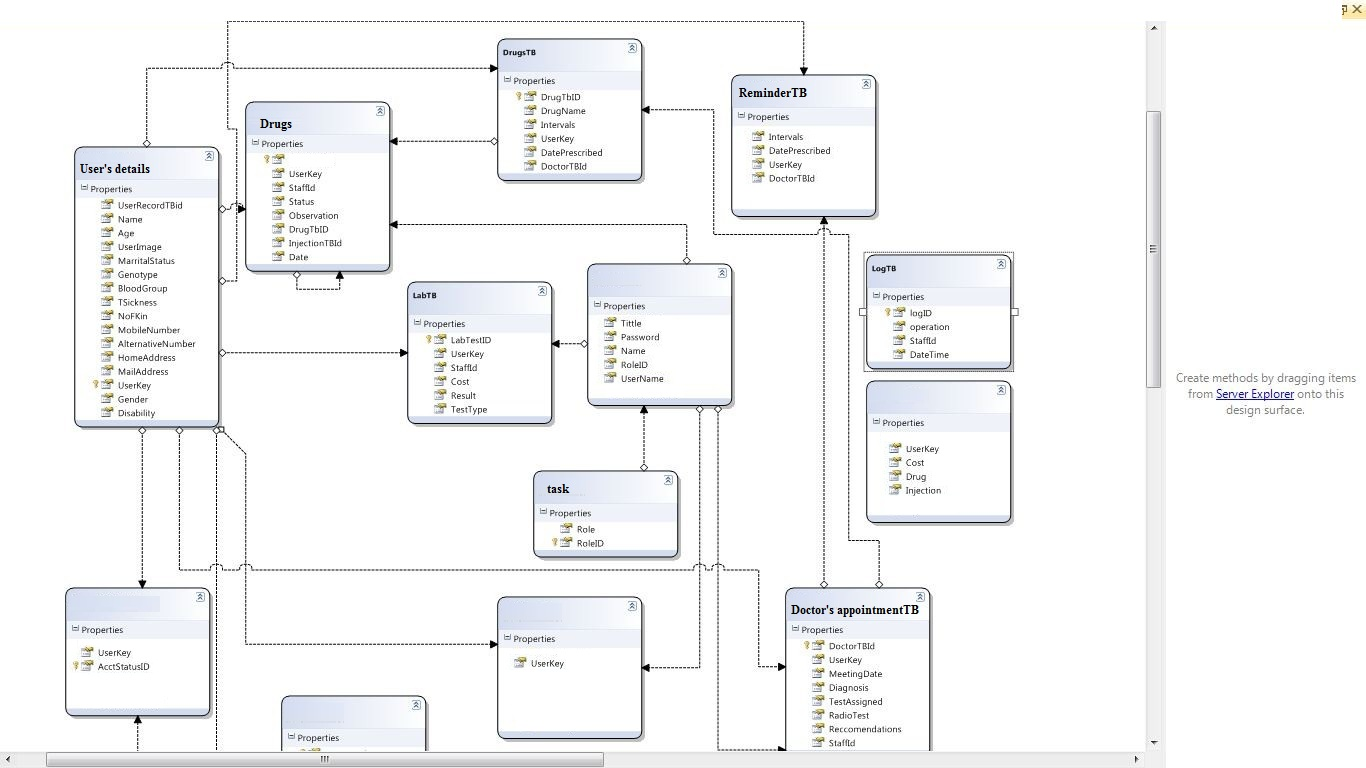 DrugsTB
Properties
DrugTbID
DrugName
Intervals
UserKey
DatePrescribed
DoctorTBId
ReminderTB
Properties
Intervals
DatePrescribed
UserKey
DoctorTBId
Drugs
Properties
UserKey
StaffId
Status
Observation
DrugTbID
InjectionTBId
Date
User's details
Properties
UserRecordTBid
Name
Age
UserImage
MarritalStatus
Genotype
BloodGroup
TSickness
NoFKin
MobileNumber
AlternativeNumber
HomeAddress
MailAddress
UserKey
Gender
Disability
LabTB
Properties
LabTestID
UserKey
StaffId
Cost
Result
TestType
Properties
Tittle
Password
Name
RoleID
UserName
LogTB
Properties
logID
operation
StaffId
DateTime
Properties
UserKey
Cost
Drug
Injection
Create methods by dragging items
from Server Explorer onto this
design surface.
task
Properties
Role
RoleID
Properties
UserKey
AcctStatusID
Properties
UserKey
Doctor's appointmentTB
Properties
DoctorTBId
UserKey
MeetingDate
Diagnosis
TestAssigned
RadioTest
Reccomendations
StaffId
Properties